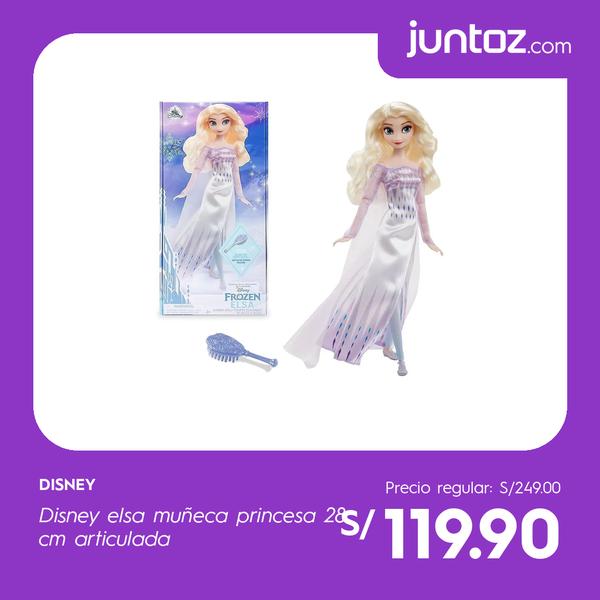 juntoz.com
Disney
FROZEN
ELSA
DISNEY
Precio regular: S/249.00
Disney elsa muñeca princesa 28
cm articulada
S/119.90